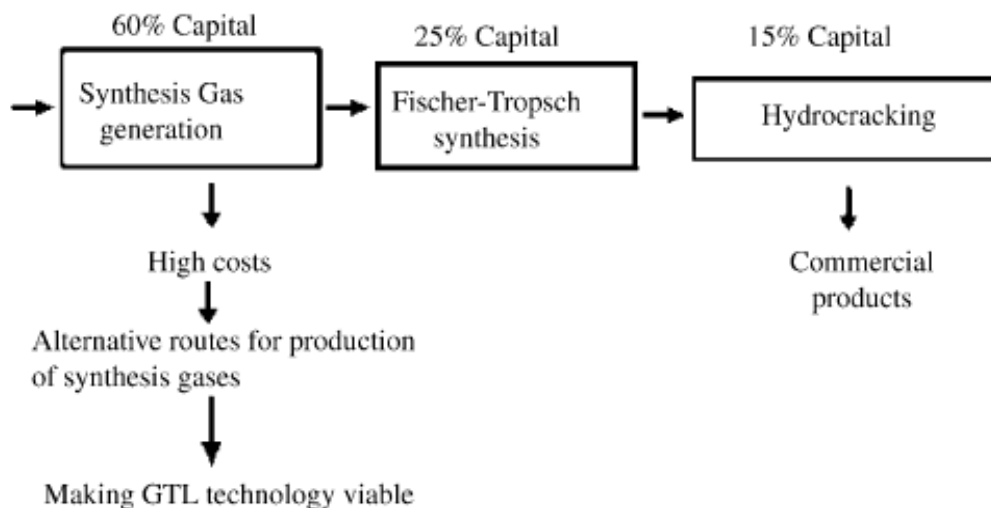 60% Capital
25% Capital
15% Capital
Synthesis Gas
generation
Fischer-Tropsch
synthesis
Hydrocracking
High costs
Commercial
products
Alternative routes for production
of synthesis gases
Making GTL technology viable